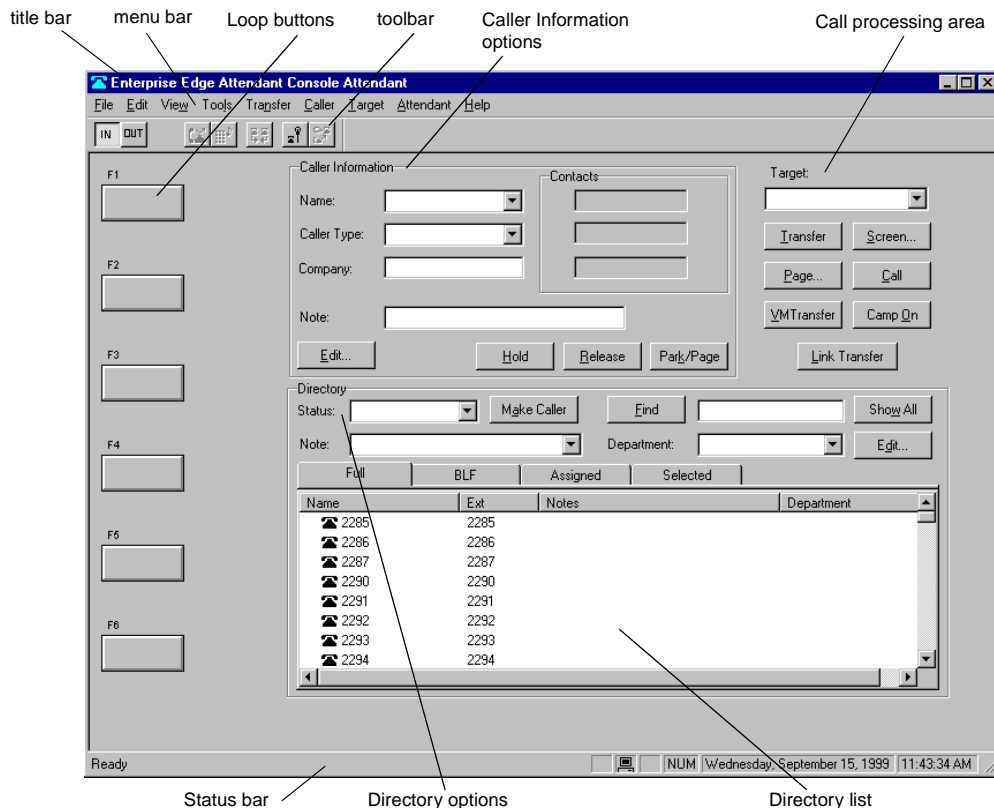 title bar
menu bar
Loop buttons
toolbar
Caller Information options
Call processing area
Enterprise Edge Attendant Console Attendant
File Edit View Tools Transfer Caller Target Attendant Help
IN OUT
F1
F2
F3
F4
F5
F6
Caller Information
Contacts
Name:
Caller Type:
Company:
Note:
Edit... Hold Release Park/Page
Target:
Transfer Screen...
Page... Call
VMTransfer Camp On
Link Transfer
Directory
Status: Make Caller Find Show All
Note: Department: Edit...
Full BLF Assigned Selected
Name Ext Notes Department
2285 2285
2286 2286
2287 2287
2290 2290
2291 2291
2292 2292
2293 2293
2294 2294
Ready NUM Wednesday, September 15, 1999 11:43:34 AM
Status bar
Directory options
Directory list